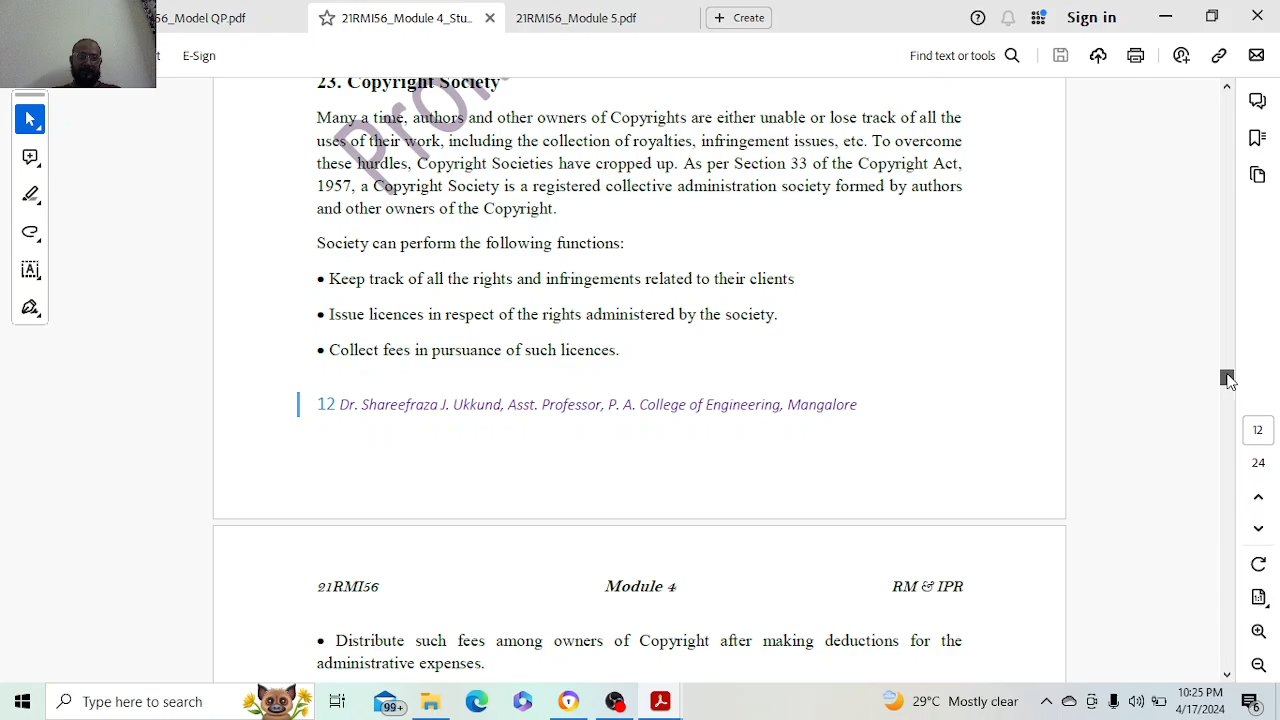 56_Model QP.pdf
21RMI56_Module 4_Stu...
21RMI56_Module 5.pdf
Create
Sign in
E-Sign
Find text or tools
23. Copyright Society
Many a time, authors and other owners of Copyrights are either unable or lose track of all the
uses of their work, including the collection of royalties, infringement issues, etc. To overcome
these hurdles, Copyright Societies have cropped up. As per Section 33 of the Copyright Act,
1957, a Copyright Society is a registered collective administration society formed by authors
and other owners of the Copyright.
Society can perform the following functions:
• Keep track of all the rights and infringements related to their clients
• Issue licences in respect of the rights administered by the society.
• Collect fees in pursuance of such licences.
12 Dr. Shareefraza J. Ukkund, Asst. Professor, P. A. College of Engineering, Mangalore
12
24
21RMI56 Module 4 RM & IPR
• Distribute such fees among owners of Copyright after making deductions for the
administrative expenses.
Type here to search
99+
29°C Mostly clear
10:25 PM
4/17/2024
6